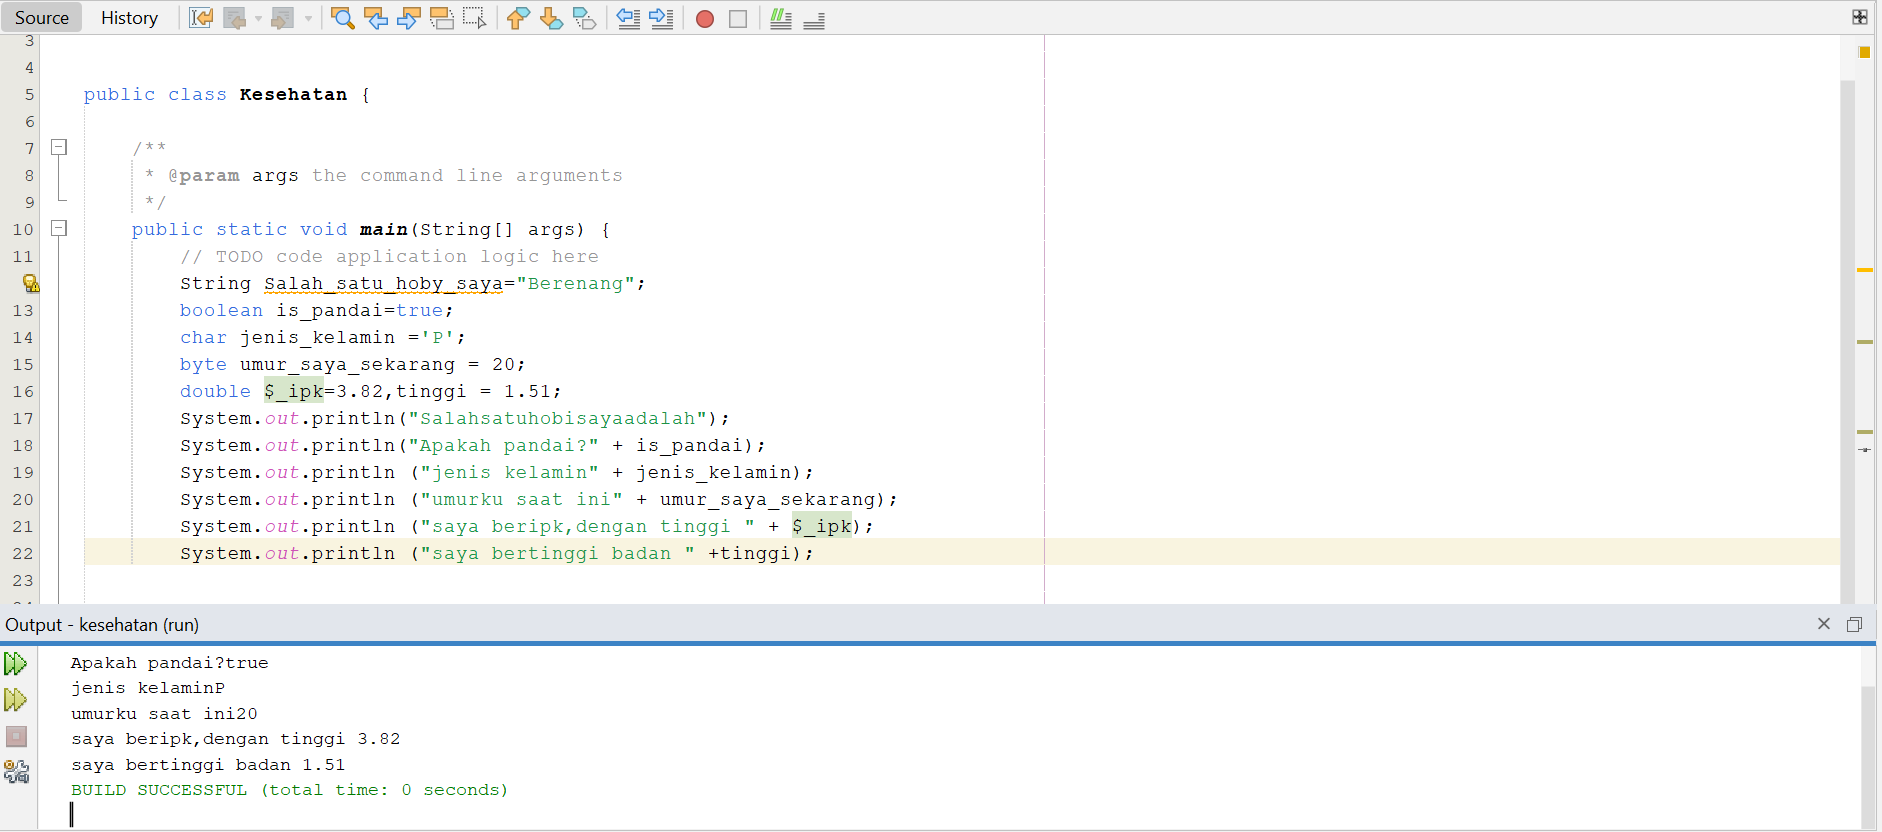 Source History
3
4
5 public class Kesehatan {
6
7 /**
8 * @param args the command line arguments
9 */
10 public static void main(String[] args) {
11 // TODO code application logic here
String Salah_satu_hoby_saya="Berenang";
13 boolean is_pandai=true;
14 char jenis_kelamin ='P';
15 byte umur_saya_sekarang = 20;
16 double $_ipk=3.82,tinggi = 1.51;
17 System.out.println("Salahsatuhobisayaadalah");
18 System.out.println("Apakah pandai?" + is_pandai);
19 System.out.println ("jenis kelamin" + jenis_kelamin);
20 System.out.println ("umurku saat ini" + umur_saya_sekarang);
21 System.out.println ("saya beripk,dengan tinggi " + $_ipk);
22 System.out.println ("saya bertinggi badan " +tinggi);
23
Output - kesehatan (run)
Apakah pandai?true
jenis kelaminP
umurku saat ini20
saya beripk,dengan tinggi 3.82
saya bertinggi badan 1.51
BUILD SUCCESSFUL (total time: 0 seconds)